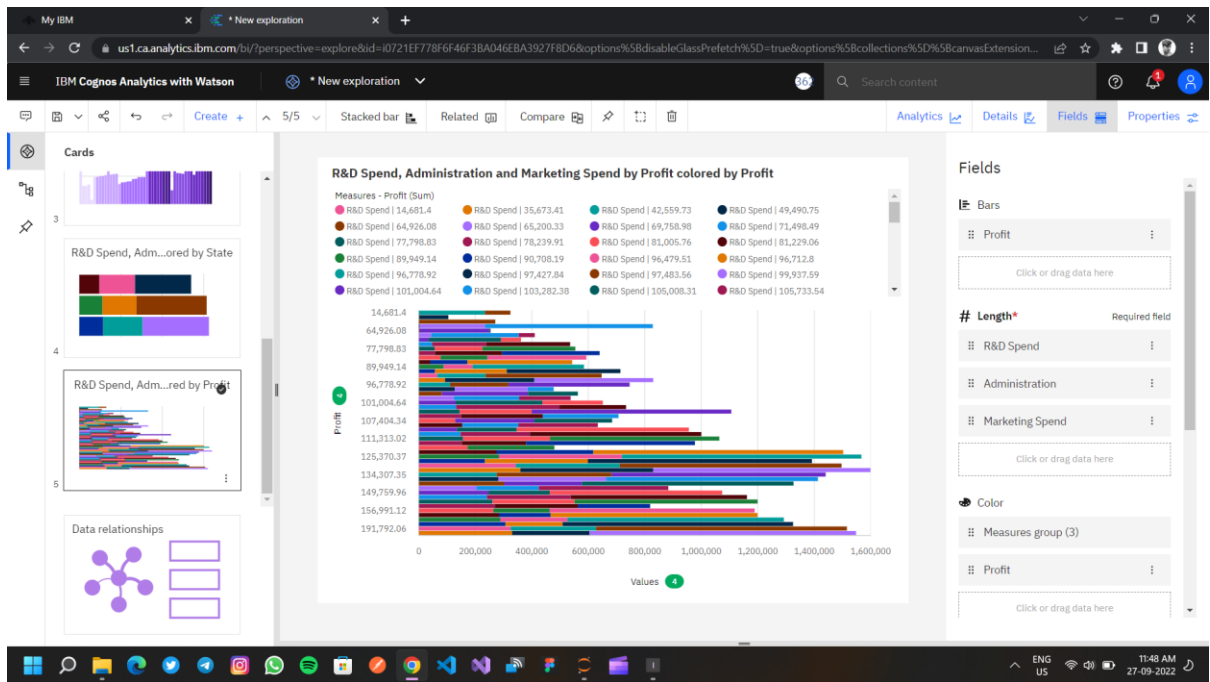 My IBM
* New exploration
us1.ca.analytics.ibm.com/bi/?perspective=explore&id=i0721EF778F6F46F3BA046EBA3927F8D6&options%5BdisableGlassPrefetch%5D=true&options%5Bcollections%5D%5BcanvasExtension...
IBM Cognos Analytics with Watson
* New exploration
362
Search content
1
Create +
5/5
Stacked bar
Related
Compare
Analytics
Details
Fields
Properties
Cards
3
R&D Spend, Adm...ored by State
4
R&D Spend, Adm...red by Profit
5
Data relationships
R&D Spend, Administration and Marketing Spend by Profit colored by Profit
Measures - Profit (Sum)
R&D Spend | 14,681.4 R&D Spend | 35,673.41 R&D Spend | 42,559.73 R&D Spend | 49,490.75
R&D Spend | 64,926.08 R&D Spend | 65,200.33 R&D Spend | 69,758.98 R&D Spend | 71,498.49
R&D Spend | 77,798.83 R&D Spend | 78,239.91 R&D Spend | 81,005.76 R&D Spend | 81,229.06
R&D Spend | 89,949.14 R&D Spend | 90,708.19 R&D Spend | 96,479.51 R&D Spend | 96,712.8
R&D Spend | 96,778.92 R&D Spend | 97,427.84 R&D Spend | 97,483.56 R&D Spend | 99,937.59
R&D Spend | 101,004.64 R&D Spend | 103,282.38 R&D Spend | 105,008.31 R&D Spend | 105,733.54
14,681.4
64,926.08
77,798.83
89,949.14
96,778.92
101,004.64
107,404.34
111,313.02
125,370.37
134,307.35
149,759.96
156,991.12
191,792.06
Profit 4
0 200,000 400,000 600,000 800,000 1,000,000 1,200,000 1,400,000 1,600,000
Values 4
Fields
Bars
Profit
Click or drag data here
# Length* Required field
R&D Spend
Administration
Marketing Spend
Click or drag data here
Color
Measures group (3)
Profit
Click or drag data here
ENG
US
11:48 AM
27-09-2022